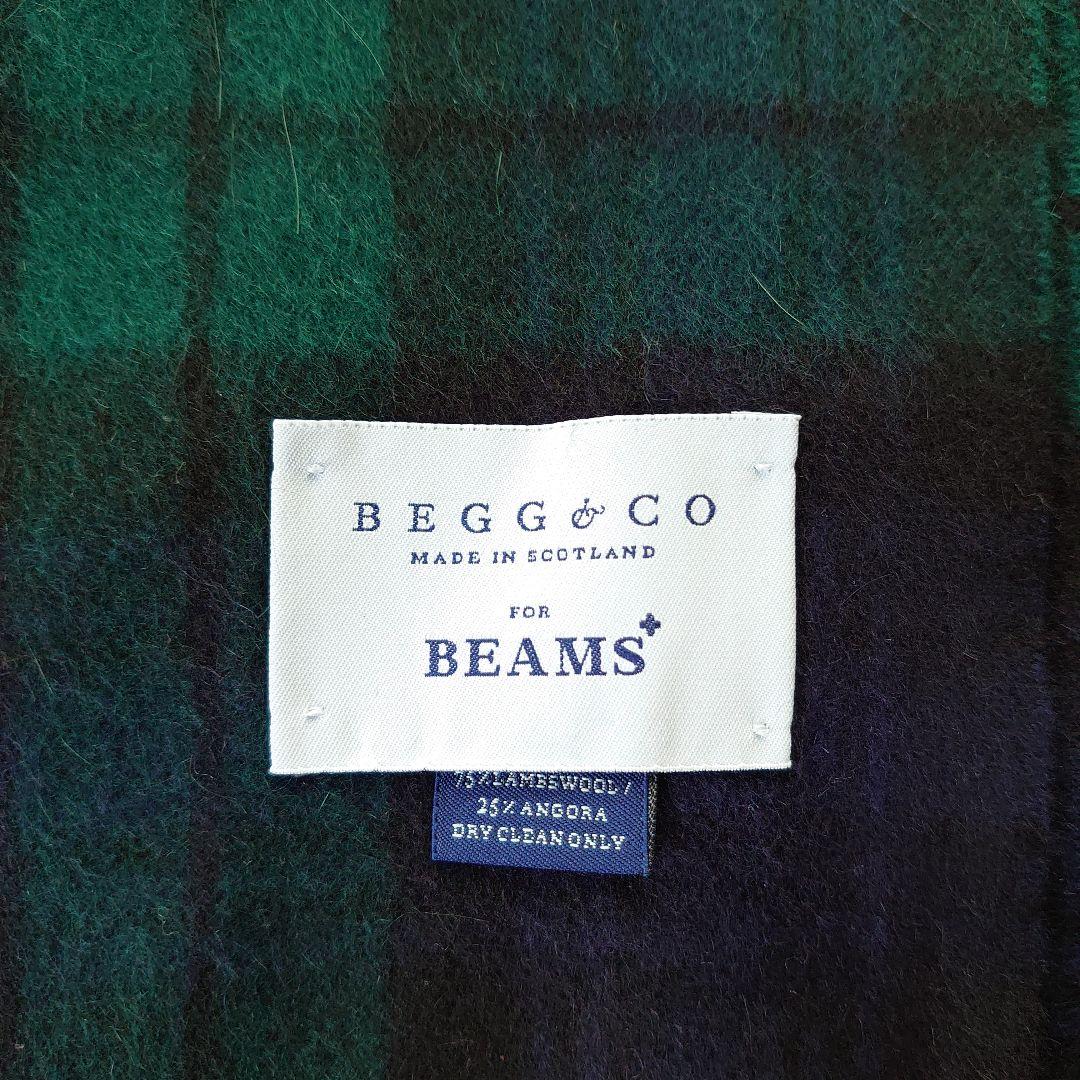 BEGG & CO
MADE IN SCOTLAND
FOR
BEAMS+
75% LAMBSWOOL /
25% ANGORA
DRY CLEAN ONLY